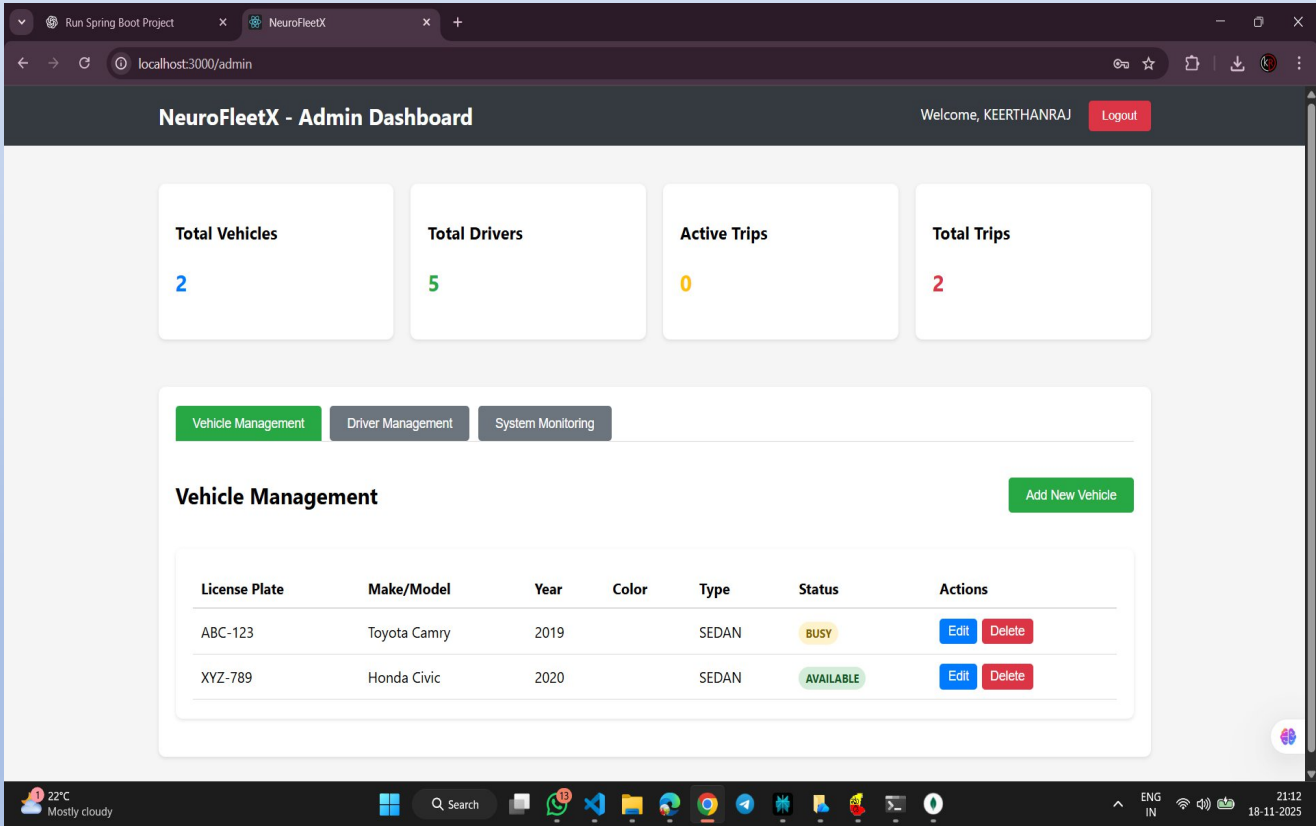 Run Spring Boot Project
NeuroFleetX
localhost:3000/admin
NeuroFleetX - Admin Dashboard
Welcome, KEERTHANRAJ
Logout
Total Vehicles
2
Total Drivers
5
Active Trips
0
Total Trips
2
Vehicle Management Driver Management System Monitoring
Vehicle Management
Add New Vehicle
License Plate Make/Model Year Color Type Status Actions
ABC-123 Toyota Camry 2019 SEDAN BUSY Edit Delete
XYZ-789 Honda Civic 2020 SEDAN AVAILABLE Edit Delete
1
22°C
Mostly cloudy
Search
13
ENG
IN
21:12
18-11-2025